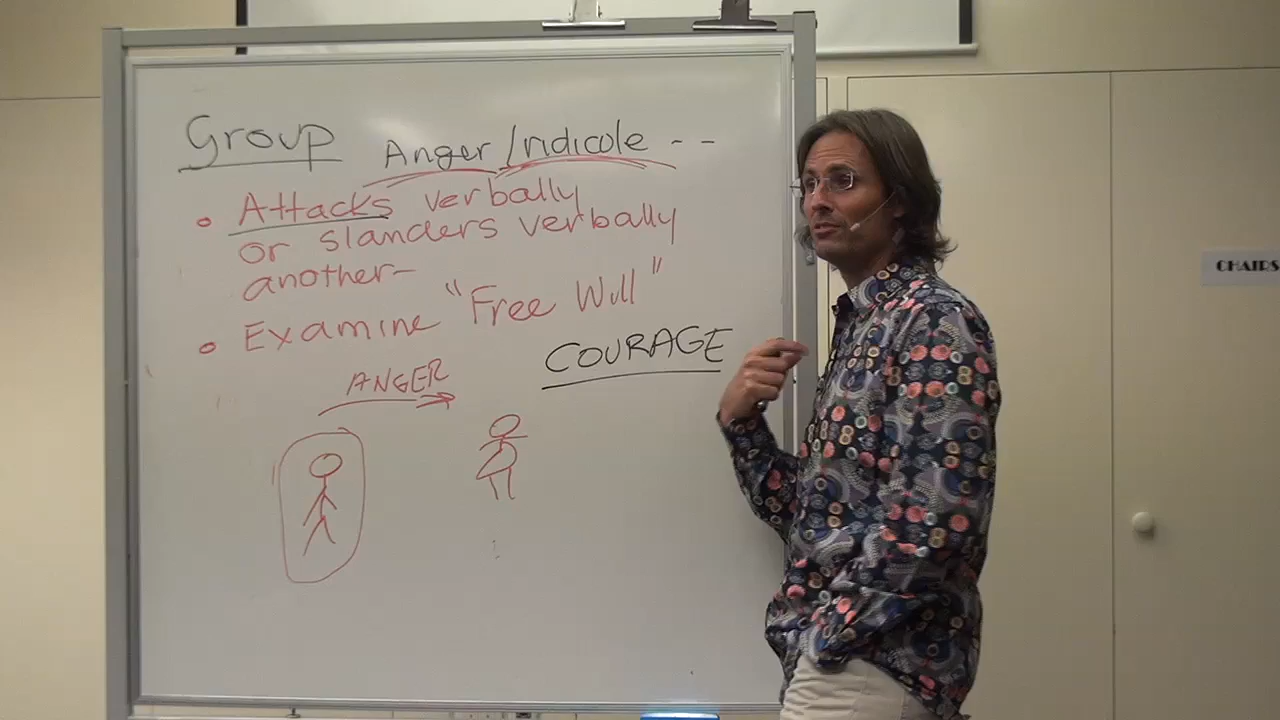 Group
Anger/ridicole - -
• Attacks verbally
or slanders verbally
another-
• Examine "Free Will"
COURAGE
ANGER
CHAIRS